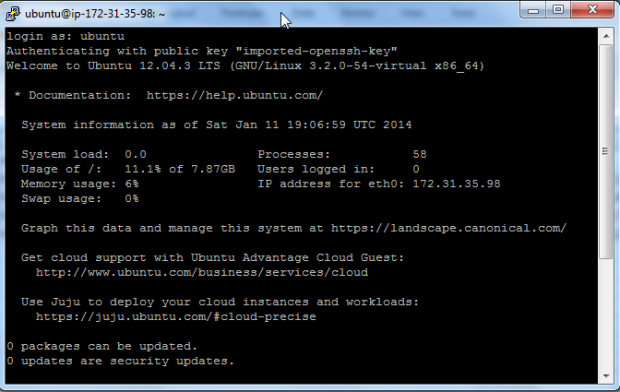 ubuntu@ip-172-31-35-98: ~
login as: ubuntu
Authenticating with public key "imported-openssh-key"
Welcome to Ubuntu 12.04.3 LTS (GNU/Linux 3.2.0-54-virtual x86_64)
* Documentation:  https://help.ubuntu.com/
System information as of Sat Jan 11 19:06:59 UTC 2014
System load:  0.0               Processes:           58
Usage of /:   11.1% of 7.87GB   Users logged in:     0
Memory usage: 6%                IP address for eth0: 172.31.35.98
Swap usage:   0%
Graph this data and manage this system at https://landscape.canonical.com/
Get cloud support with Ubuntu Advantage Cloud Guest:
http://www.ubuntu.com/business/services/cloud
Use Juju to deploy your cloud instances and workloads:
https://juju.ubuntu.com/#cloud-precise
0 packages can be updated.
0 updates are security updates.